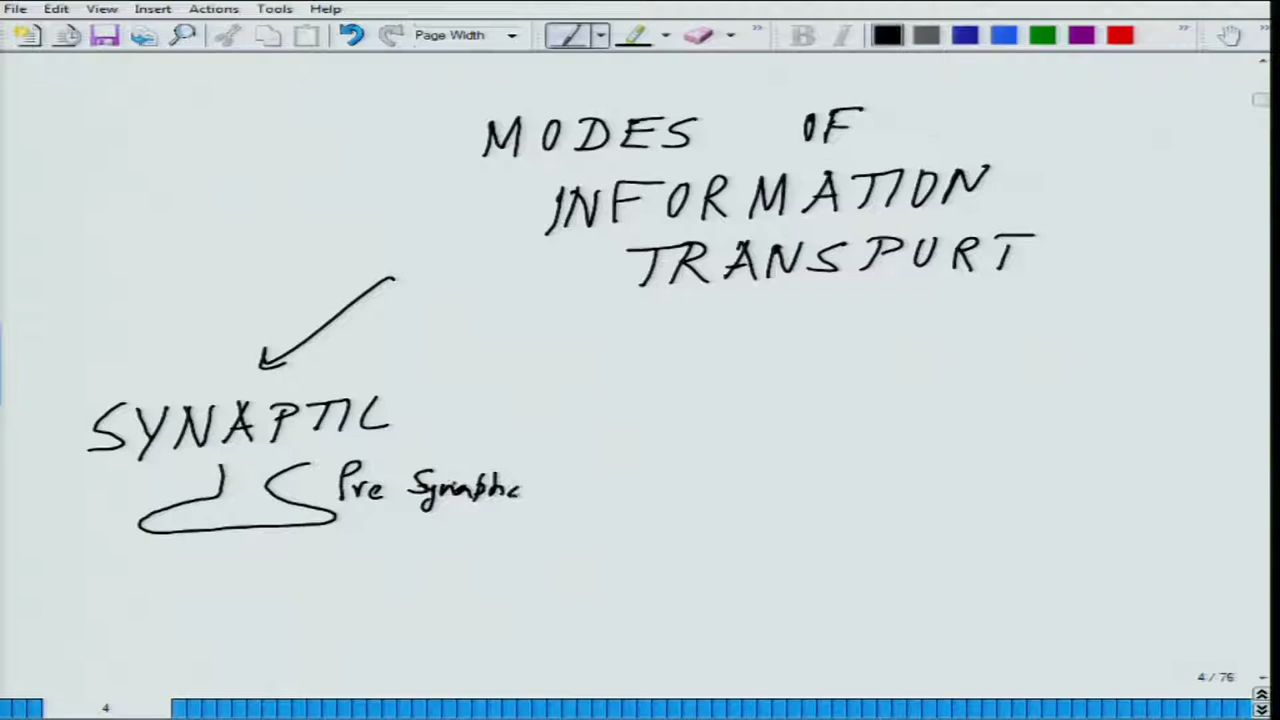 File Edit View Insert Actions Tools Help
Page Width
MODES OF
INFORMATION
TRANSPORT
SYNAPTIC
Pre Synaptic
4 / 76
4